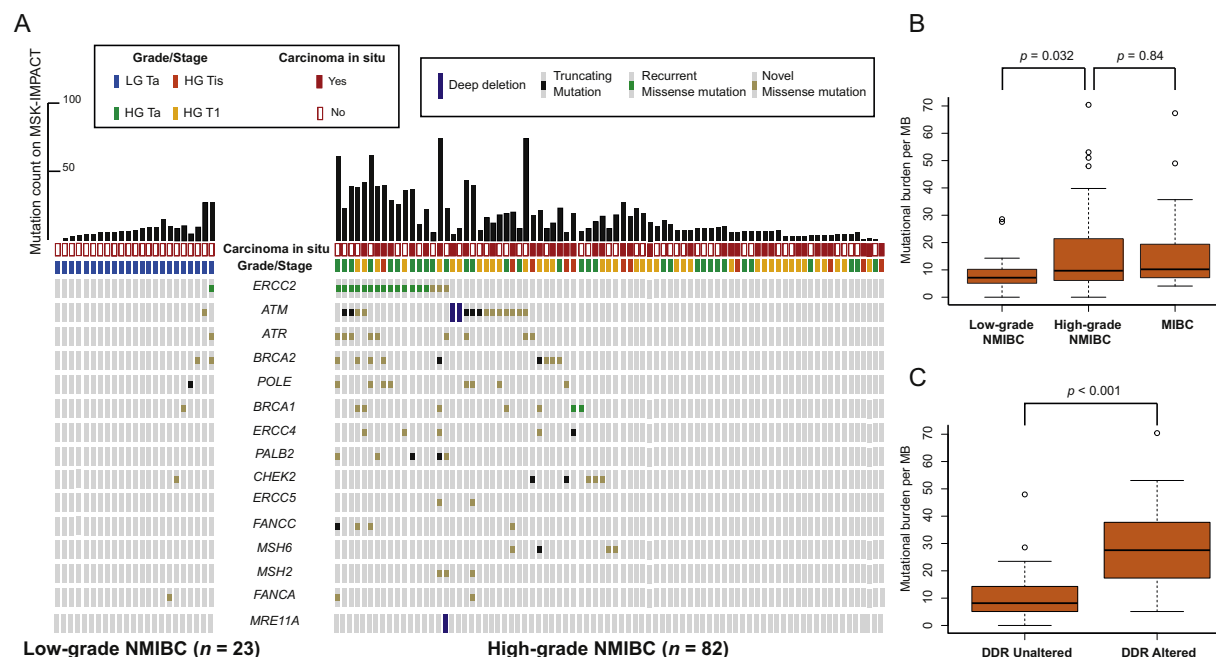 A
Mutation count on MSK-IMPACT
100
50
Grade/Stage
Carcinoma in situ
LG Ta
HG Tis
Yes
HG Ta
HG T1
No
Deep deletion
Truncating
Mutation
Recurrent
Missense mutation
Novel
Missense mutation
Carcinoma in situ
Grade/Stage
ERCC2
ATM
ATR
BRCA2
POLE
BRCA1
ERCC4
PALB2
CHEK2
ERCC5
FANCC
MSH6
MSH2
FANCA
MRE11A
Low-grade NMIBC (n = 23)
High-grade NMIBC (n = 82)
B
p = 0.032
p = 0.84
Mutational burden per MB
70
60
50
40
30
20
10
0
Low-grade
NMIBC
High-grade
NMIBC
MIBC
C
p < 0.001
Mutational burden per MB
70
60
50
40
30
20
10
0
DDR Unaltered
DDR Altered